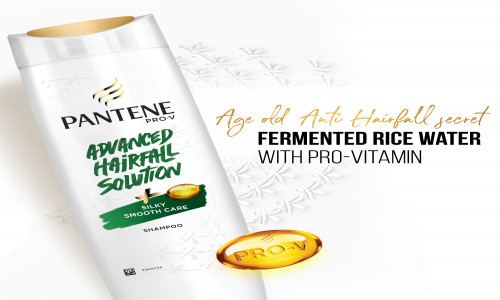 PANTENE
PRO-V
ADVANCED
HAIRFALL
SOLUTION
+
SILKY
SMOOTH CARE
SHAMPOO
Age old Anti Hairfall secret
FERMENTED RICE WATER
WITH PRO-VITAMIN
PRO-V